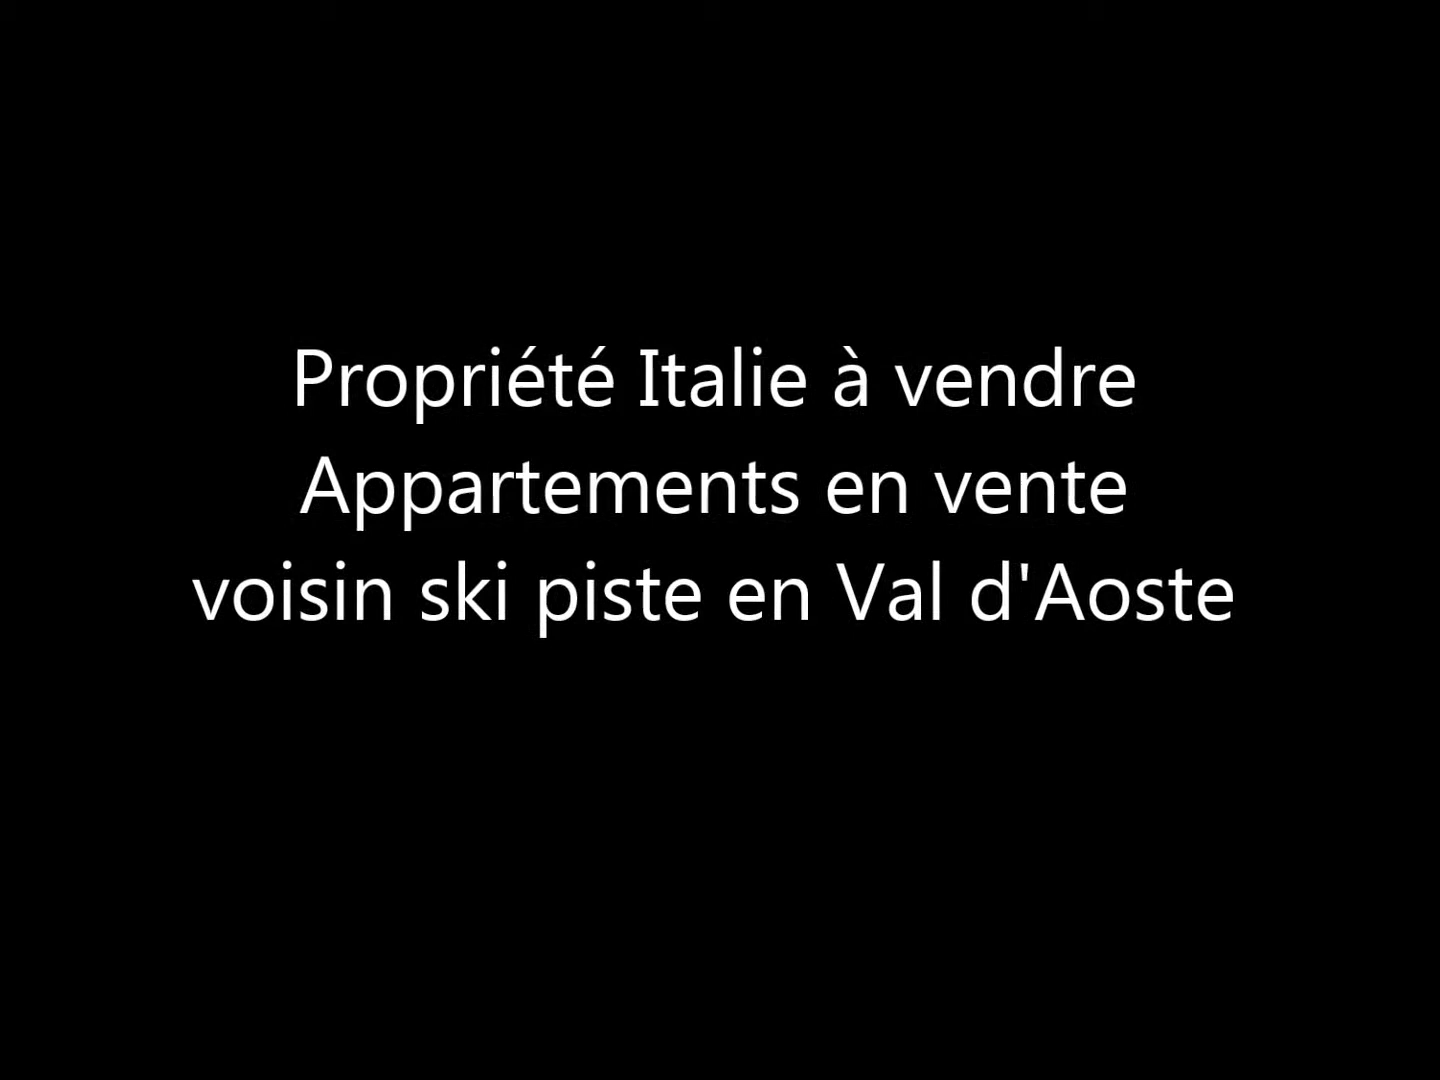 Propriété Italie à vendre
Appartements en vente
voisin ski piste en Val d'Aoste